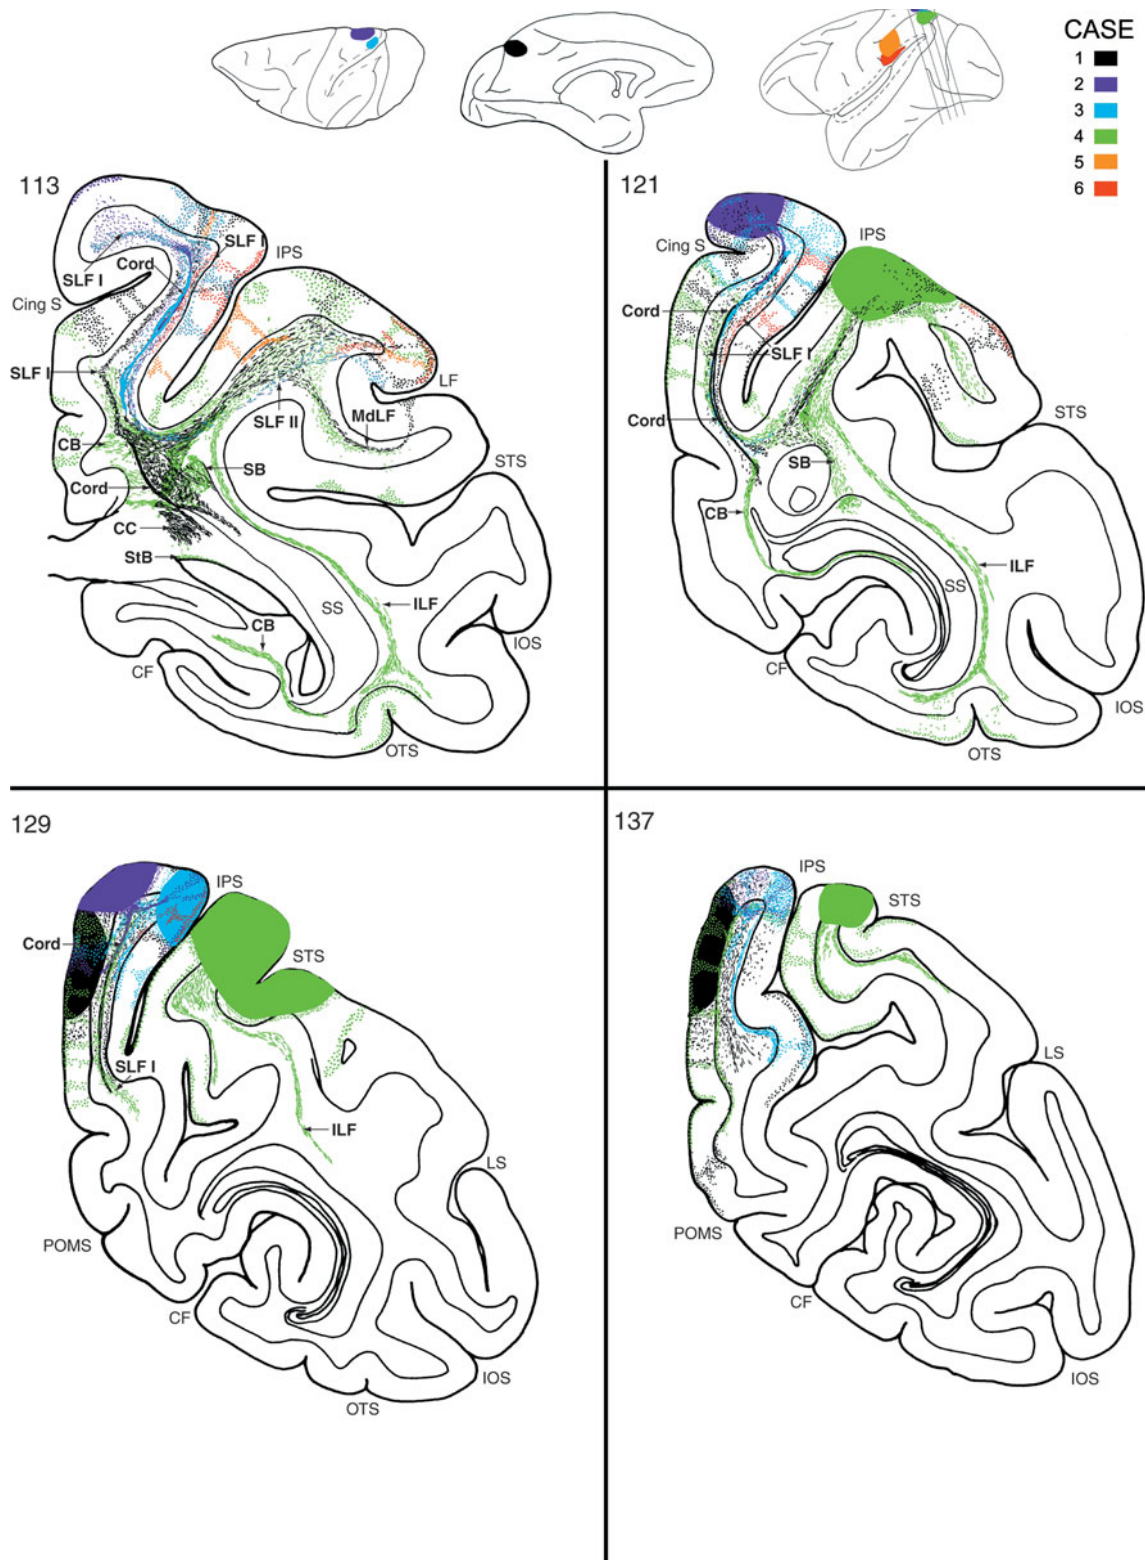 CASE
1
2
3
4
5
6
113
SLF I
IPS
SLF I
Cord
Cing S
SLF I
LF
SLF II
MdLF
CB
STS
SB
Cord
CC
StB
SS
ILF
CB
IOS
CF
OTS
121
IPS
Cing S
Cord
SLF I
STS
Cord
SB
CB
ILF
SS
CF
IOS
OTS
129
IPS
Cord
STS
SLF I
ILF
LS
POMS
CF
IOS
OTS
137
IPS
STS
LS
POMS
CF
IOS